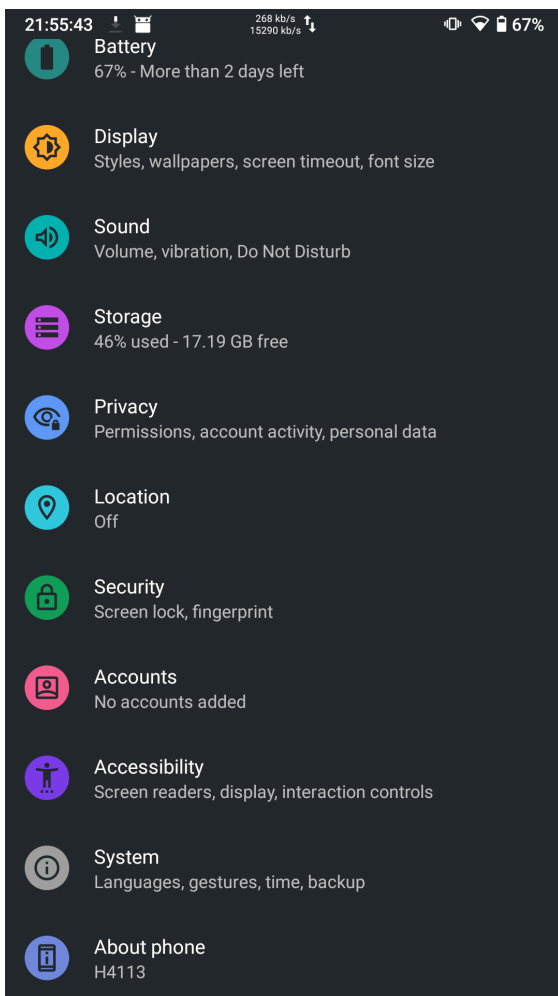 21:55:43
268 kb/s
15290 kb/s
67%
Battery
67% - More than 2 days left
Display
Styles, wallpapers, screen timeout, font size
Sound
Volume, vibration, Do Not Disturb
Storage
46% used - 17.19 GB free
Privacy
Permissions, account activity, personal data
Location
Off
Security
Screen lock, fingerprint
Accounts
No accounts added
Accessibility
Screen readers, display, interaction controls
System
Languages, gestures, time, backup
About phone
H4113